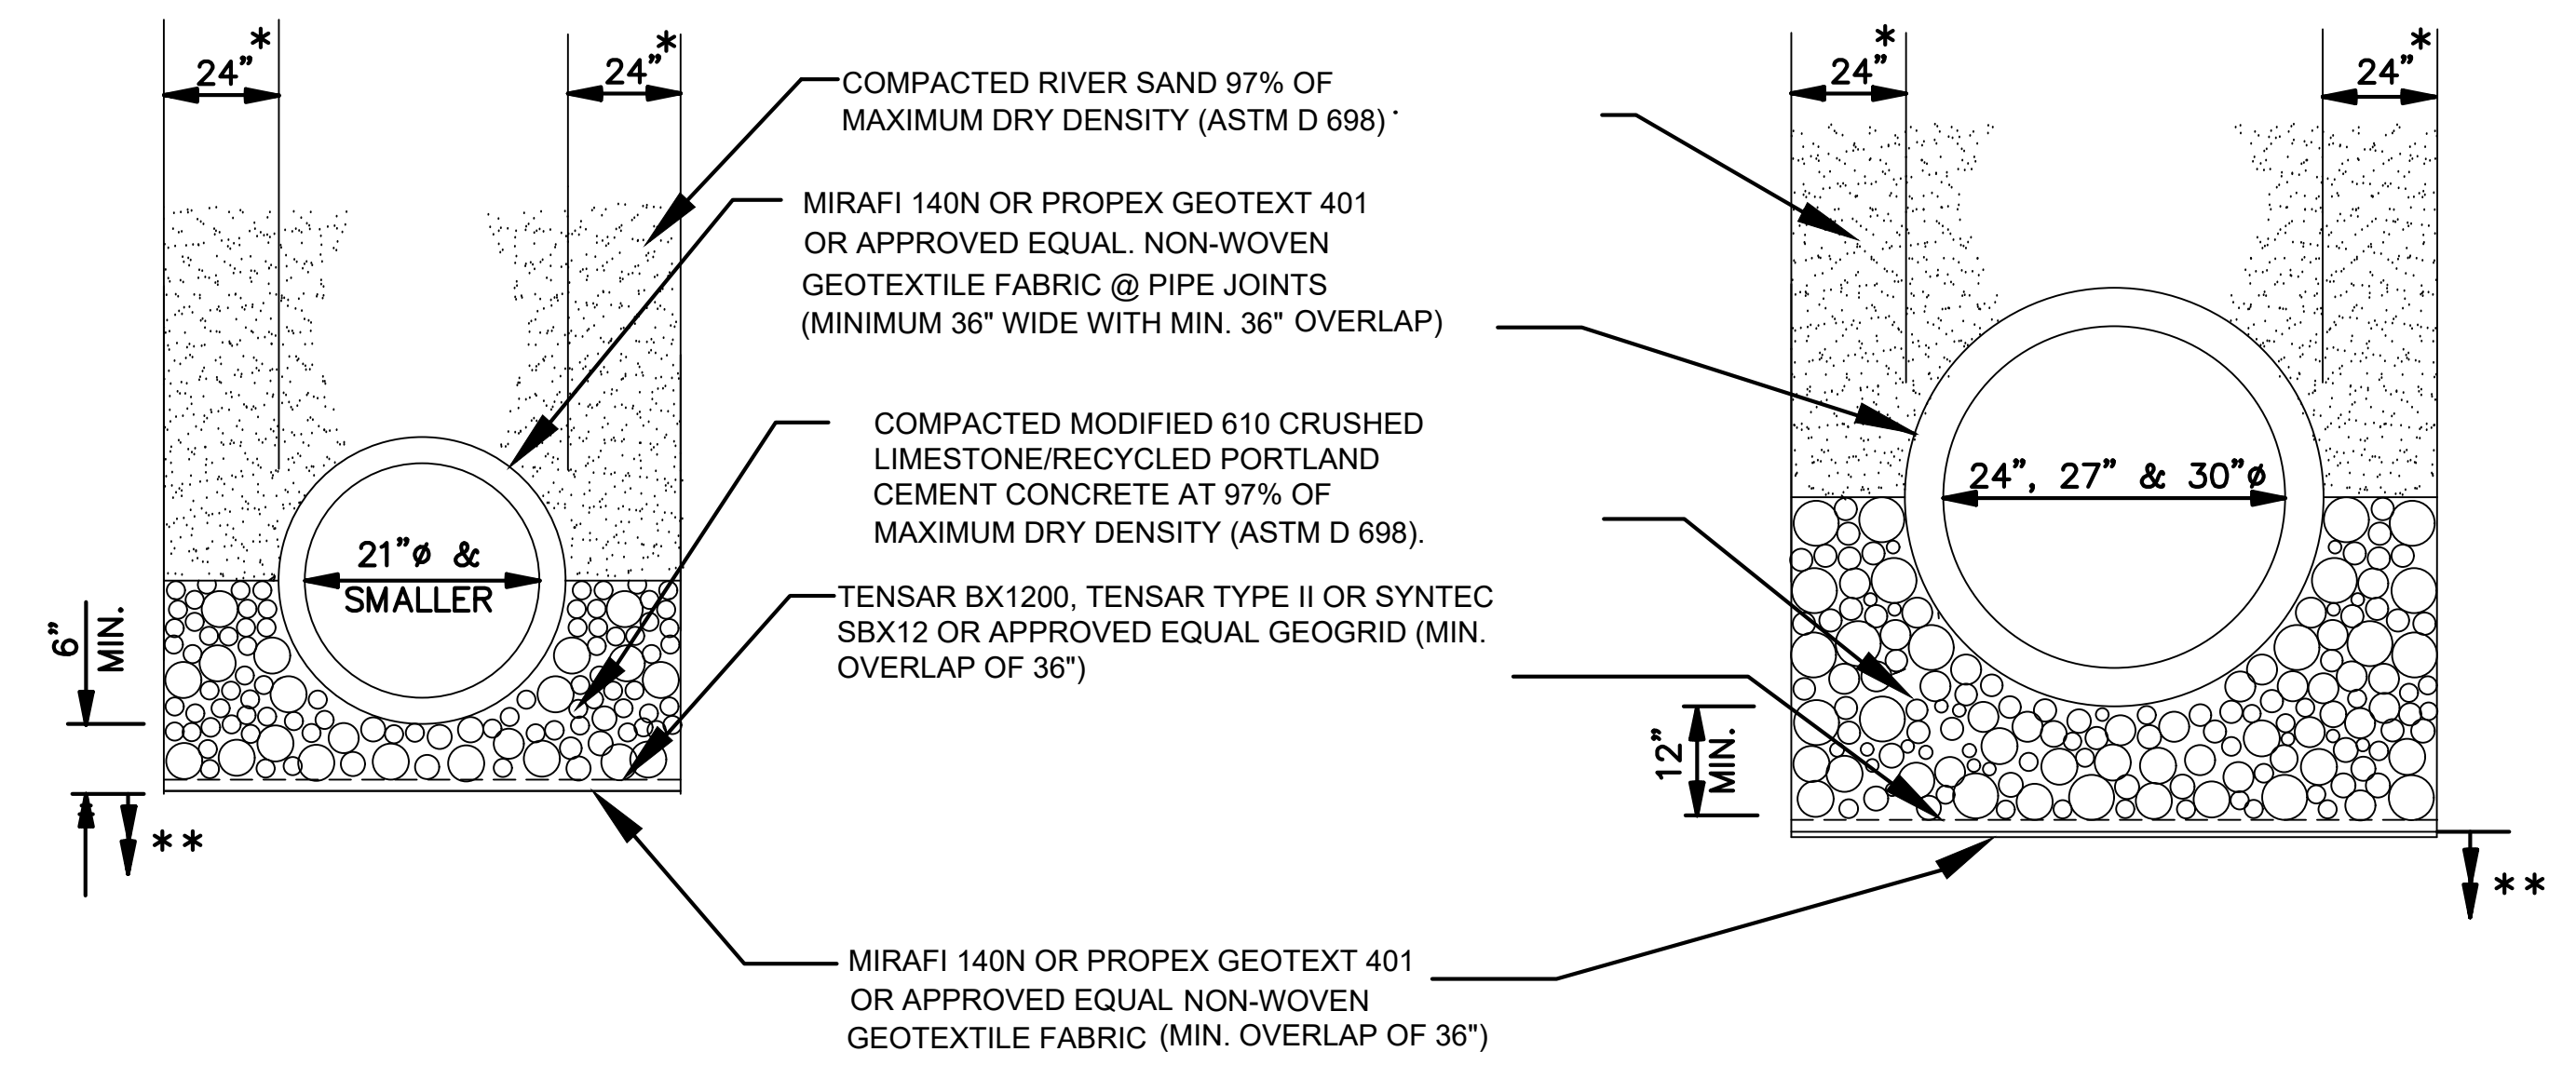 24” *
24” *
24” *
24” *
COMPACTED RIVER SAND 97% OF
MAXIMUM DRY DENSITY (ASTM D 698)
MIRAFI 140N OR PROPEX GEOTEXT 401
OR APPROVED EQUAL. NON-WOVEN
GEOTEXTILE FABRIC @ PIPE JOINTS
(MINIMUM 36" WIDE WITH MIN. 36" OVERLAP)
COMPACTED MODIFIED 610 CRUSHED
LIMESTONE/RECYCLED PORTLAND
CEMENT CONCRETE AT 97% OF
MAXIMUM DRY DENSITY (ASTM D 698).
TENSAR BX1200, TENSAR TYPE II OR SYNTEC
SBX12 OR APPROVED EQUAL GEOGRID (MIN.
OVERLAP OF 36")
MIRAFI 140N OR PROPEX GEOTEXT 401
OR APPROVED EQUAL NON-WOVEN
GEOTEXTILE FABRIC (MIN. OVERLAP OF 36")
21”ø &
SMALLER
6”
MIN.
**
24”, 27” & 30”ø
12”
MIN.
**